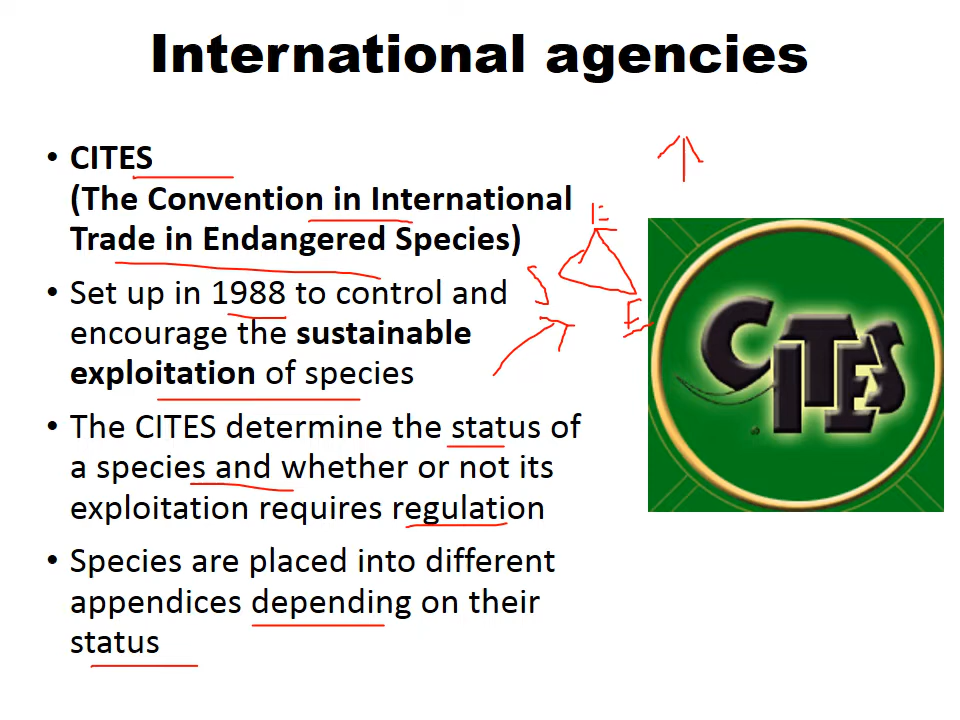 International agencies
• CITES
(The Convention in International
Trade in Endangered Species)
• Set up in 1988 to control and
encourage the sustainable
exploitation of species
• The CITES determine the status of
a species and whether or not its
exploitation requires regulation
• Species are placed into different
appendices depending on their
status
E
S
E
CITES